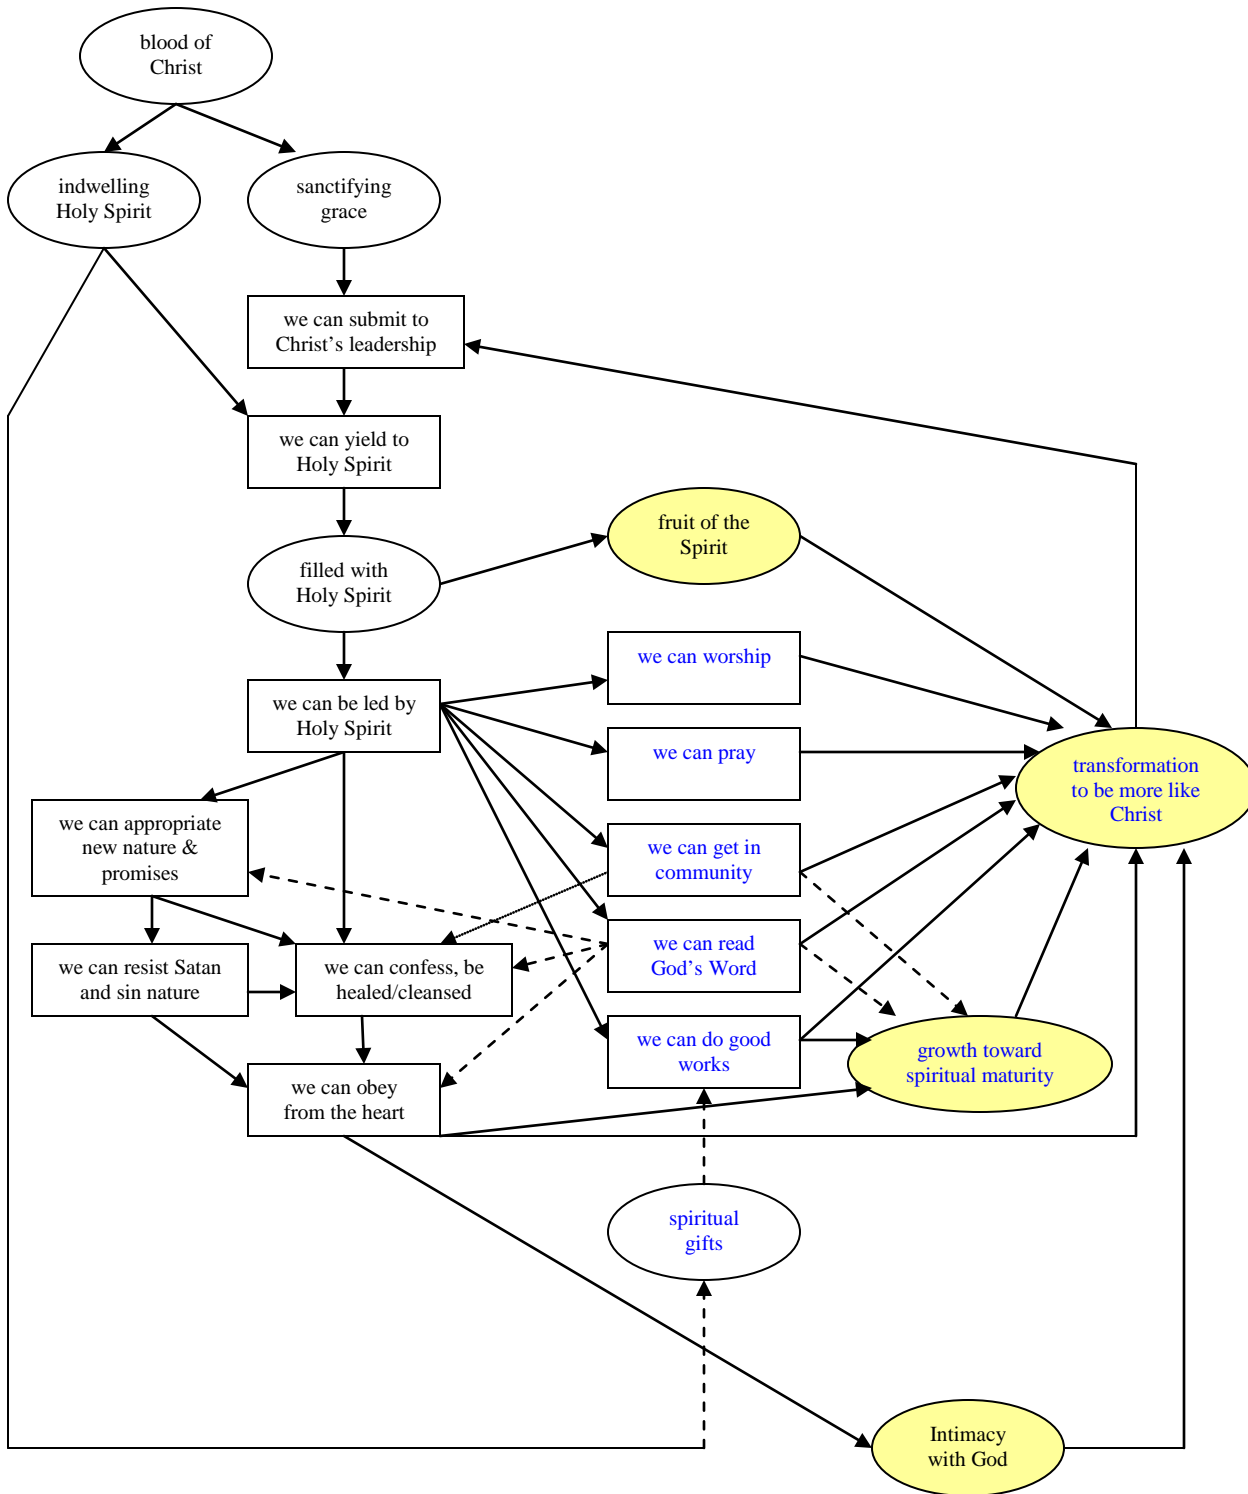 blood of
Christ
indwelling
Holy Spirit
sanctifying
grace
we can submit to
Christ’s leadership
we can yield to
Holy Spirit
fruit of the
Spirit
filled with
Holy Spirit
we can worship
we can be led by
Holy Spirit
we can pray
transformation
to be more like
Christ
we can appropriate
new nature &
promises
we can get in
community
we can resist Satan
and sin nature
we can confess, be
healed/cleansed
we can read
God’s Word
we can do good
works
growth toward
spiritual maturity
we can obey
from the heart
spiritual
gifts
Intimacy
with God